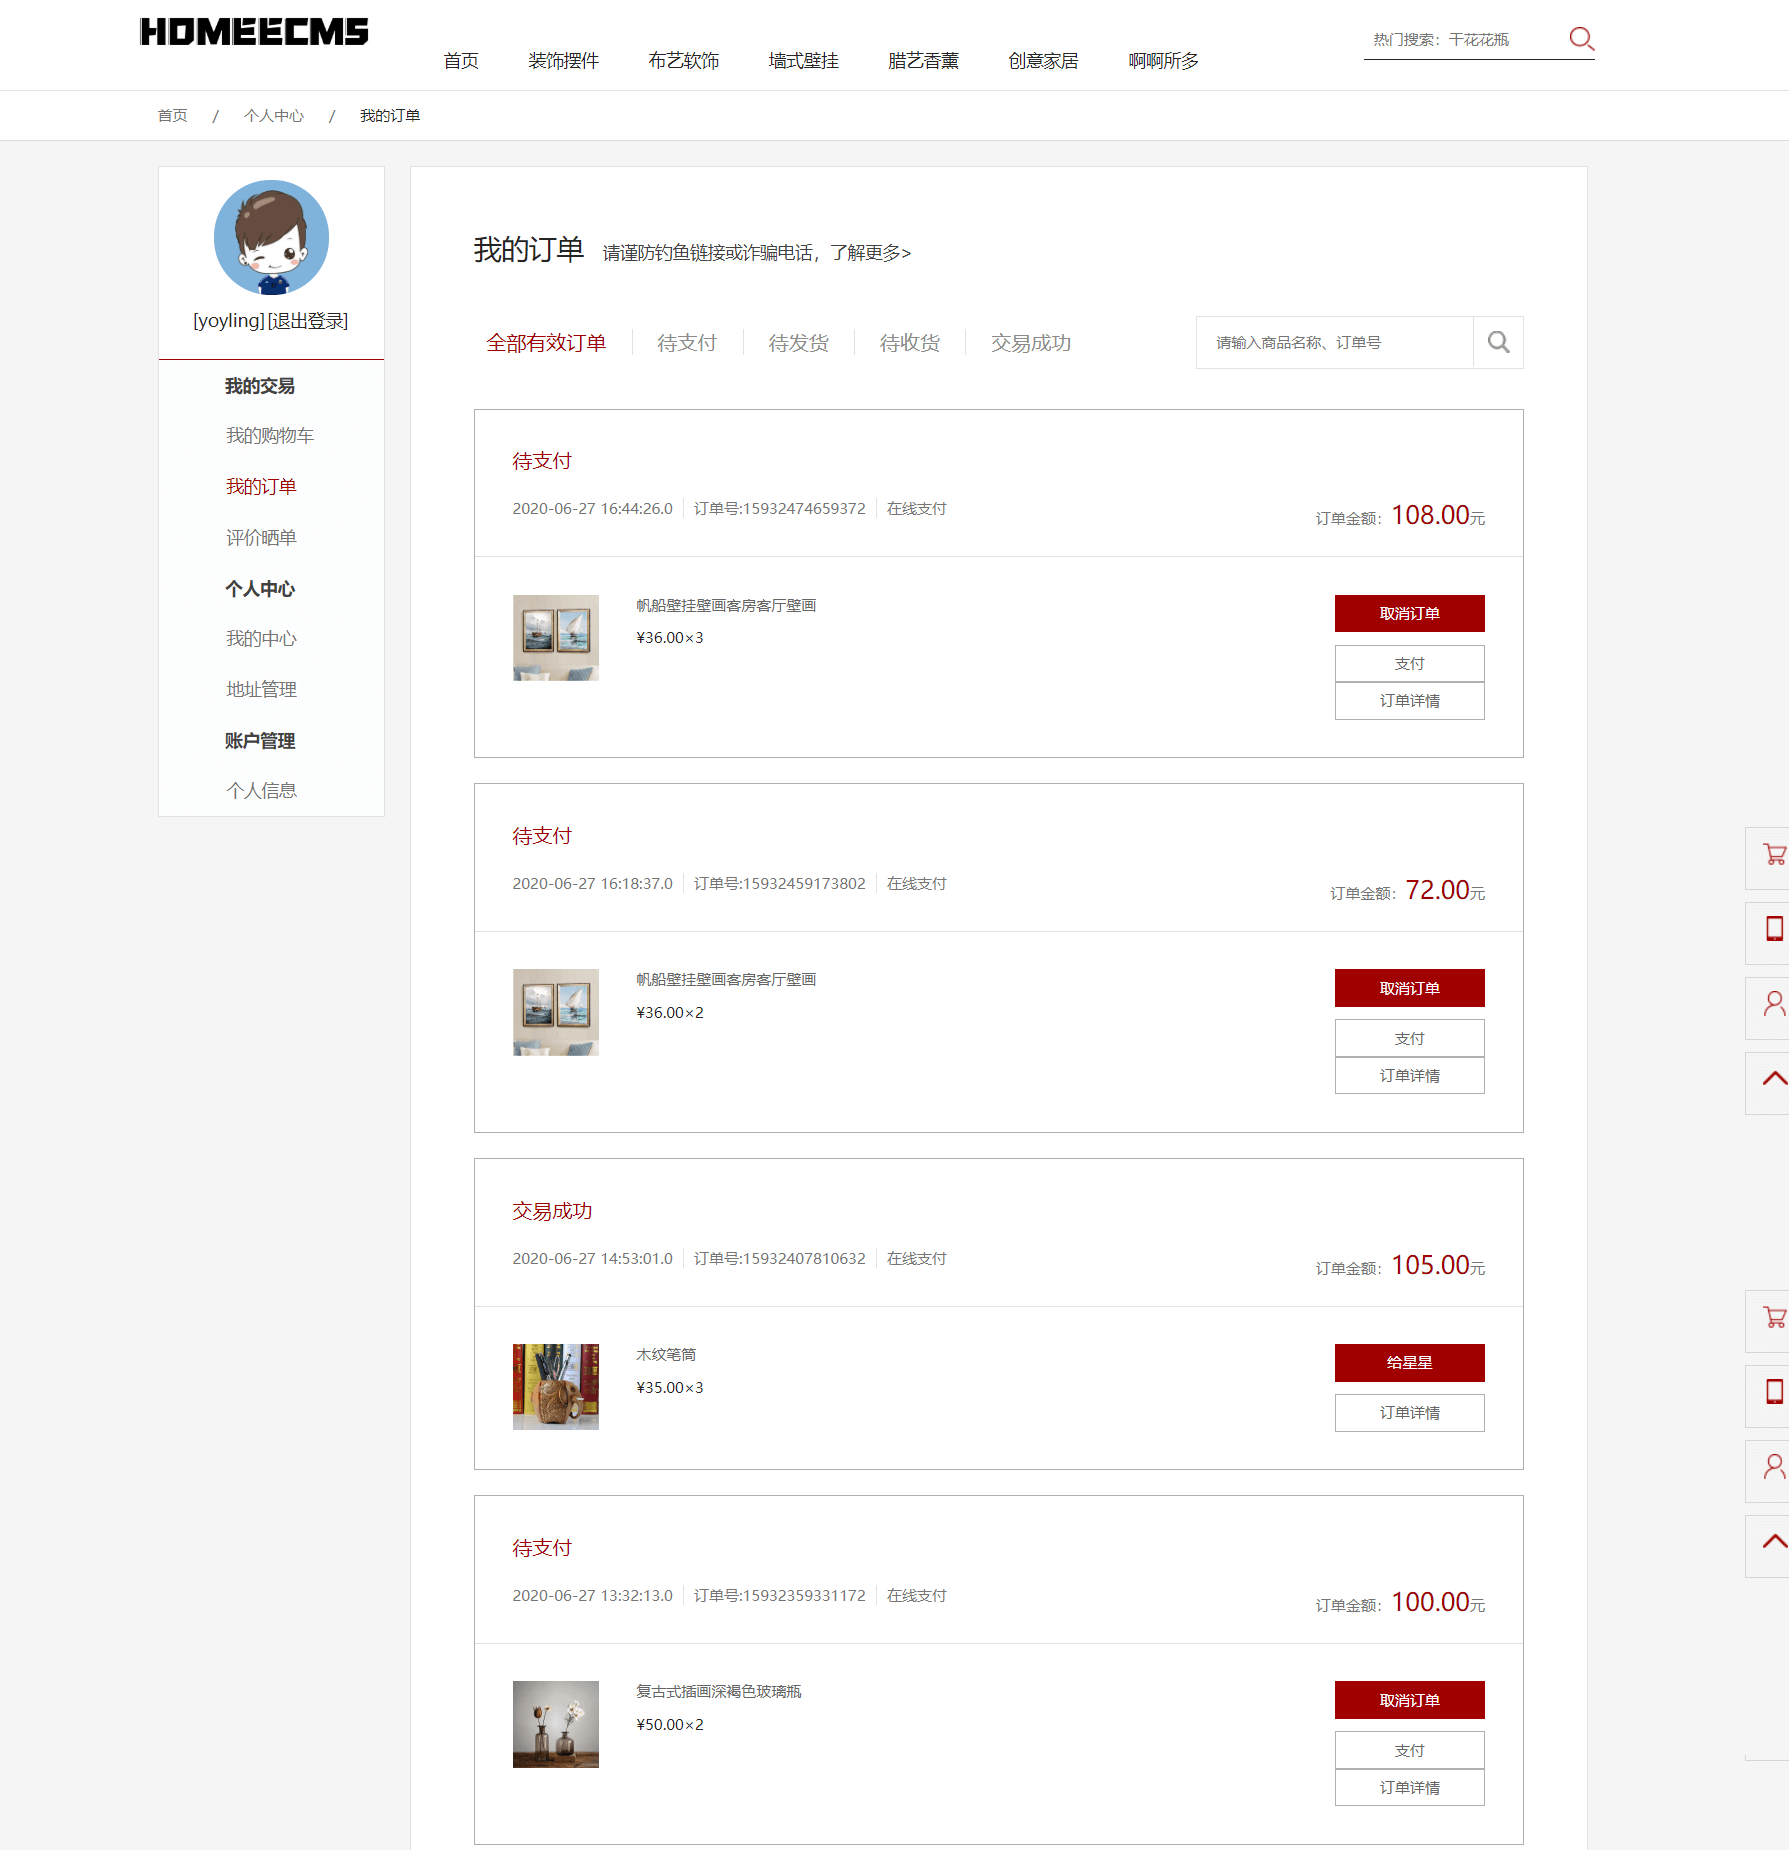 HOMEECMS
首页 装饰摆件 布艺软饰 墙式壁挂 腊艺香薰 创意家居 啊啊所多
热门搜索：干花花瓶
首页 / 个人中心 / 我的订单
[yoyling][退出登录]
我的交易
我的购物车
我的订单
评价晒单
个人中心
我的中心
地址管理
账户管理
个人信息
我的订单 请谨防钓鱼链接或诈骗电话，了解更多>
全部有效订单 待支付 待发货 待收货 交易成功
请输入商品名称、订单号
待支付
2020-06-27 16:44:26.0 订单号:15932474659372 在线支付
订单金额：108.00元
帆船壁挂壁画客房客厅壁画
¥36.00×3
取消订单
支付
订单详情
待支付
2020-06-27 16:18:37.0 订单号:15932459173802 在线支付
订单金额：72.00元
帆船壁挂壁画客房客厅壁画
¥36.00×2
取消订单
支付
订单详情
交易成功
2020-06-27 14:53:01.0 订单号:15932407810632 在线支付
订单金额：105.00元
木纹笔筒
¥35.00×3
给星星
订单详情
待支付
2020-06-27 13:32:13.0 订单号:15932359331172 在线支付
订单金额：100.00元
复古式插画深褐色玻璃瓶
¥50.00×2
取消订单
支付
订单详情